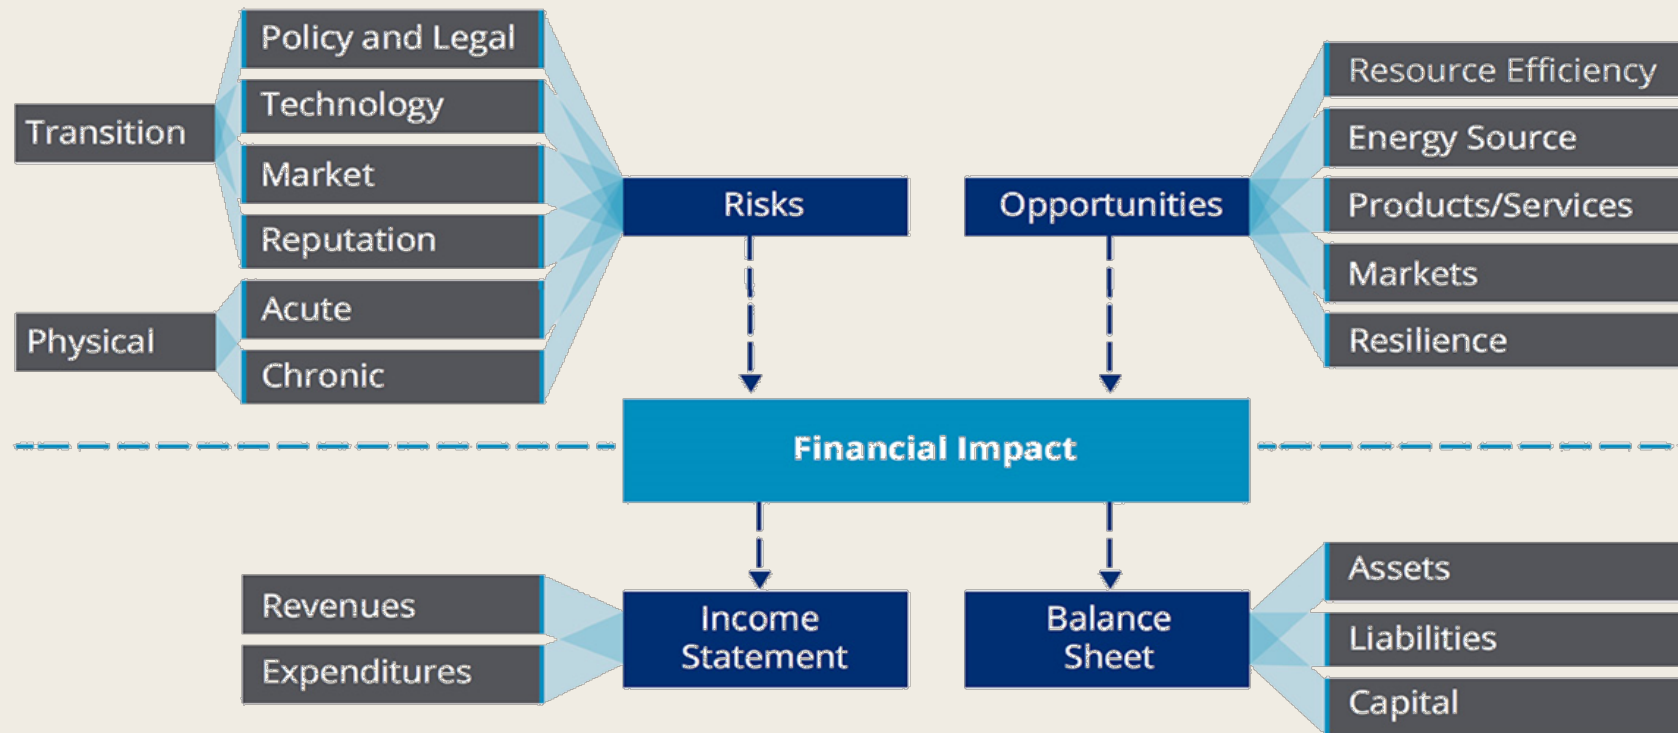 Transition
Physical
Policy and Legal
Technology
Market
Reputation
Acute
Chronic
Risks
Opportunities
Resource Efficiency
Energy Source
Products/Services
Markets
Resilience
Financial Impact
Revenues
Expenditures
Income
Statement
Balance
Sheet
Assets
Liabilities
Capital